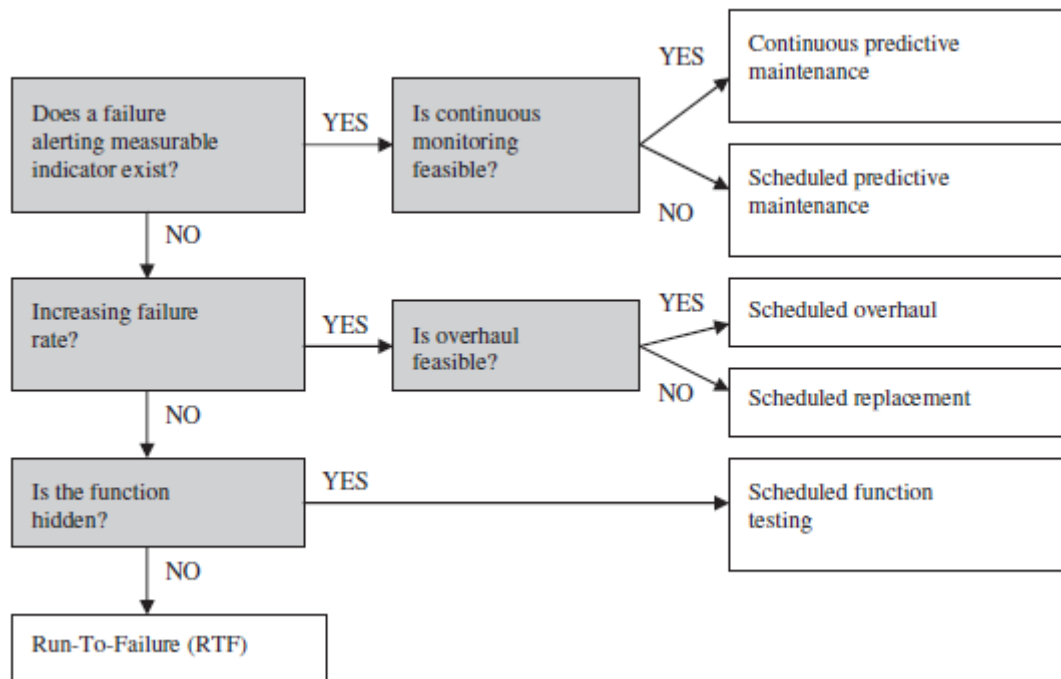 Does a failure
alerting measurable
indicator exist?
YES
Is continuous
monitoring
feasible?
YES
Continuous predictive
maintenance
NO
Scheduled predictive
maintenance
NO
Increasing failure
rate?
YES
Is overhaul
feasible?
YES
Scheduled overhaul
NO
Scheduled replacement
NO
Is the function
hidden?
YES
Scheduled function
testing
NO
Run-To-Failure (RTF)